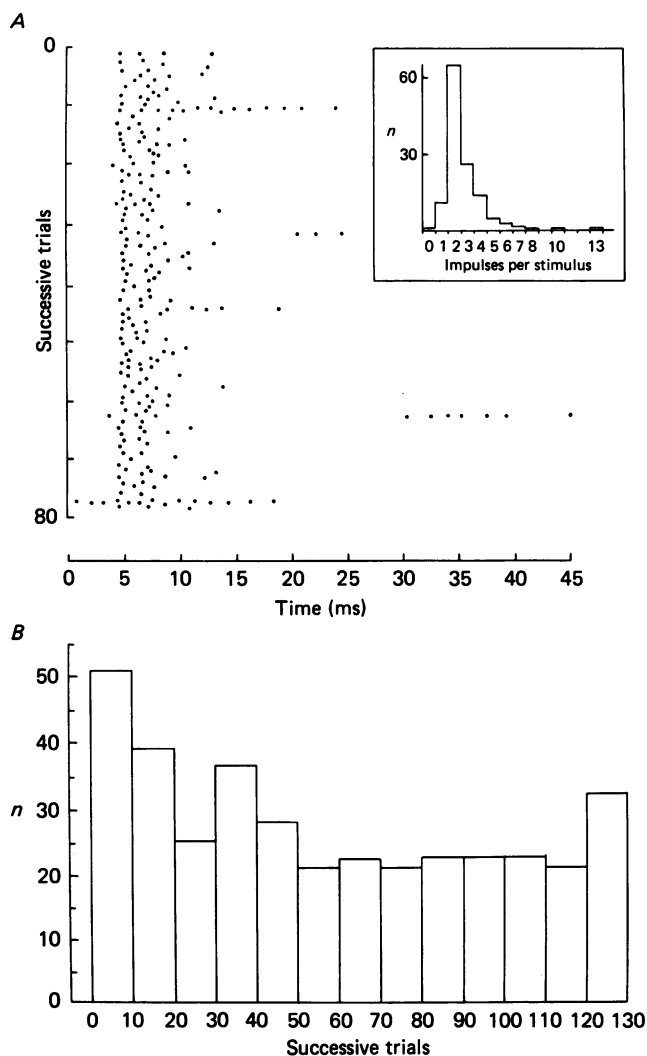 A
0
Successive trials
80
0 5 10 15 20 25 30 35 40 45
Time (ms)
60
n
30
0 1 2 3 4 5 6 7 8 10 13
Impulses per stimulus
B
50
40
n 30
20
10
0
0 10 20 30 40 50 60 70 80 90 100 110 120 130
Successive trials